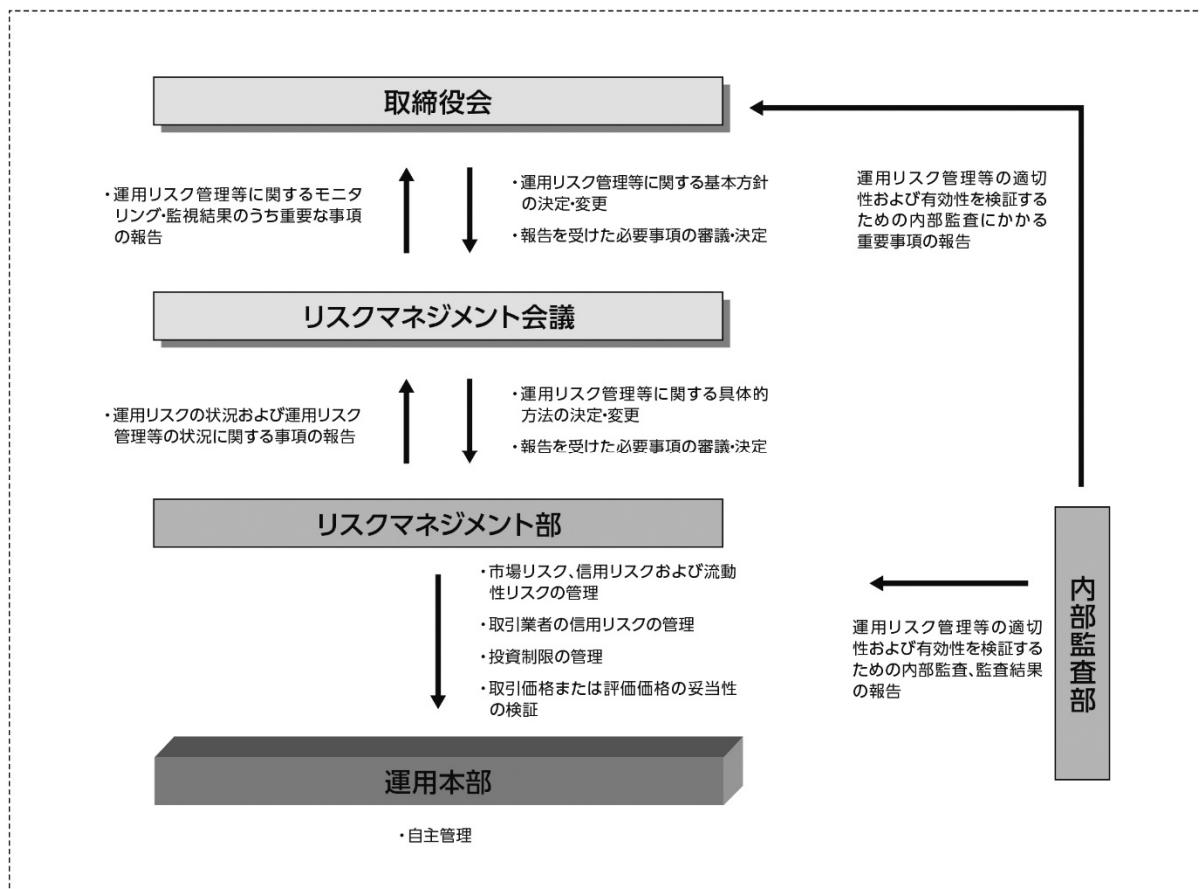 取締役会
・運用リスク管理等に関するモニ
タリング・監視結果のうち重要な事項
の報告
・運用リスク管理等に関する基本方針
の決定・変更
・報告を受けた必要事項の審議・決定
運用リスク管理等の適切
性および有効性を検証す
るための内部監査にかかる
重要事項の報告
リスクマネジメント会議
・運用リスクの状況および運用リスク
管理等の状況に関する事項の報告
・運用リスク管理等に関する具体的
方法の決定・変更
・報告を受けた必要事項の審議・決定
リスクマネジメント部
・市場リスク、信用リスクおよび流動
性リスクの管理
・取引業者の信用リスクの管理
・投資制限の管理
・取引価格または評価価格の妥当性
の検証
運用リスク管理等の適切
性および有効性を検証する
ための内部監査、監査結果
の報告
内部監査部
運用本部
・自主管理